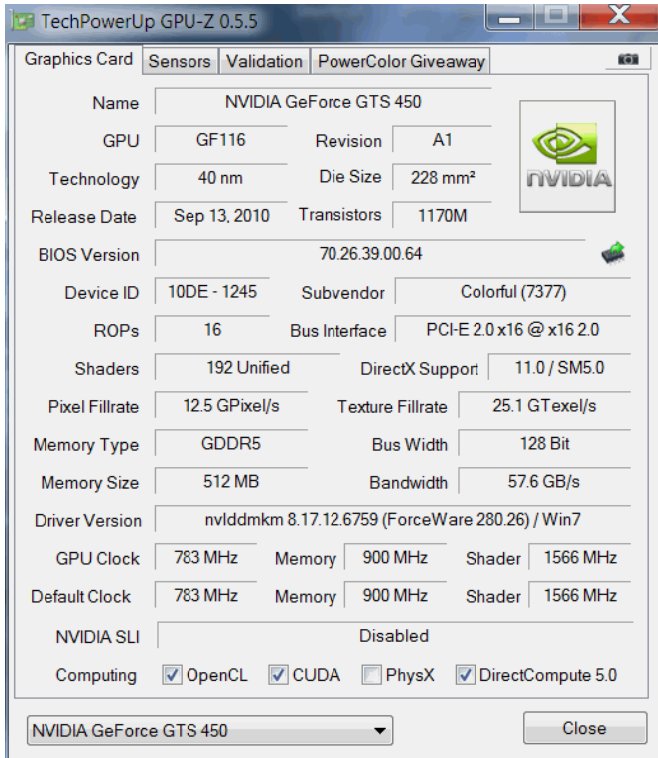 TechPowerUp GPU-Z 0.5.5
Graphics Card Sensors Validation PowerColor Giveaway
Name NVIDIA GeForce GTS 450
GPU GF116 Revision A1
Technology 40 nm Die Size 228 mm²
NVIDIA
Release Date Sep 13, 2010 Transistors 1170M
BIOS Version 70.26.39.00.64
Device ID 10DE - 1245 Subvendor Colorful (7377)
ROPs 16 Bus Interface PCI-E 2.0 x16 @ x16 2.0
Shaders 192 Unified DirectX Support 11.0 / SM5.0
Pixel Fillrate 12.5 GPixel/s Texture Fillrate 25.1 GTexel/s
Memory Type GDDR5 Bus Width 128 Bit
Memory Size 512 MB Bandwidth 57.6 GB/s
Driver Version nvlddmkm 8.17.12.6759 (ForceWare 280.26) / Win7
GPU Clock 783 MHz Memory 900 MHz Shader 1566 MHz
Default Clock 783 MHz Memory 900 MHz Shader 1566 MHz
NVIDIA SLI Disabled
Computing OpenCL CUDA PhysX DirectCompute 5.0
NVIDIA GeForce GTS 450 Close